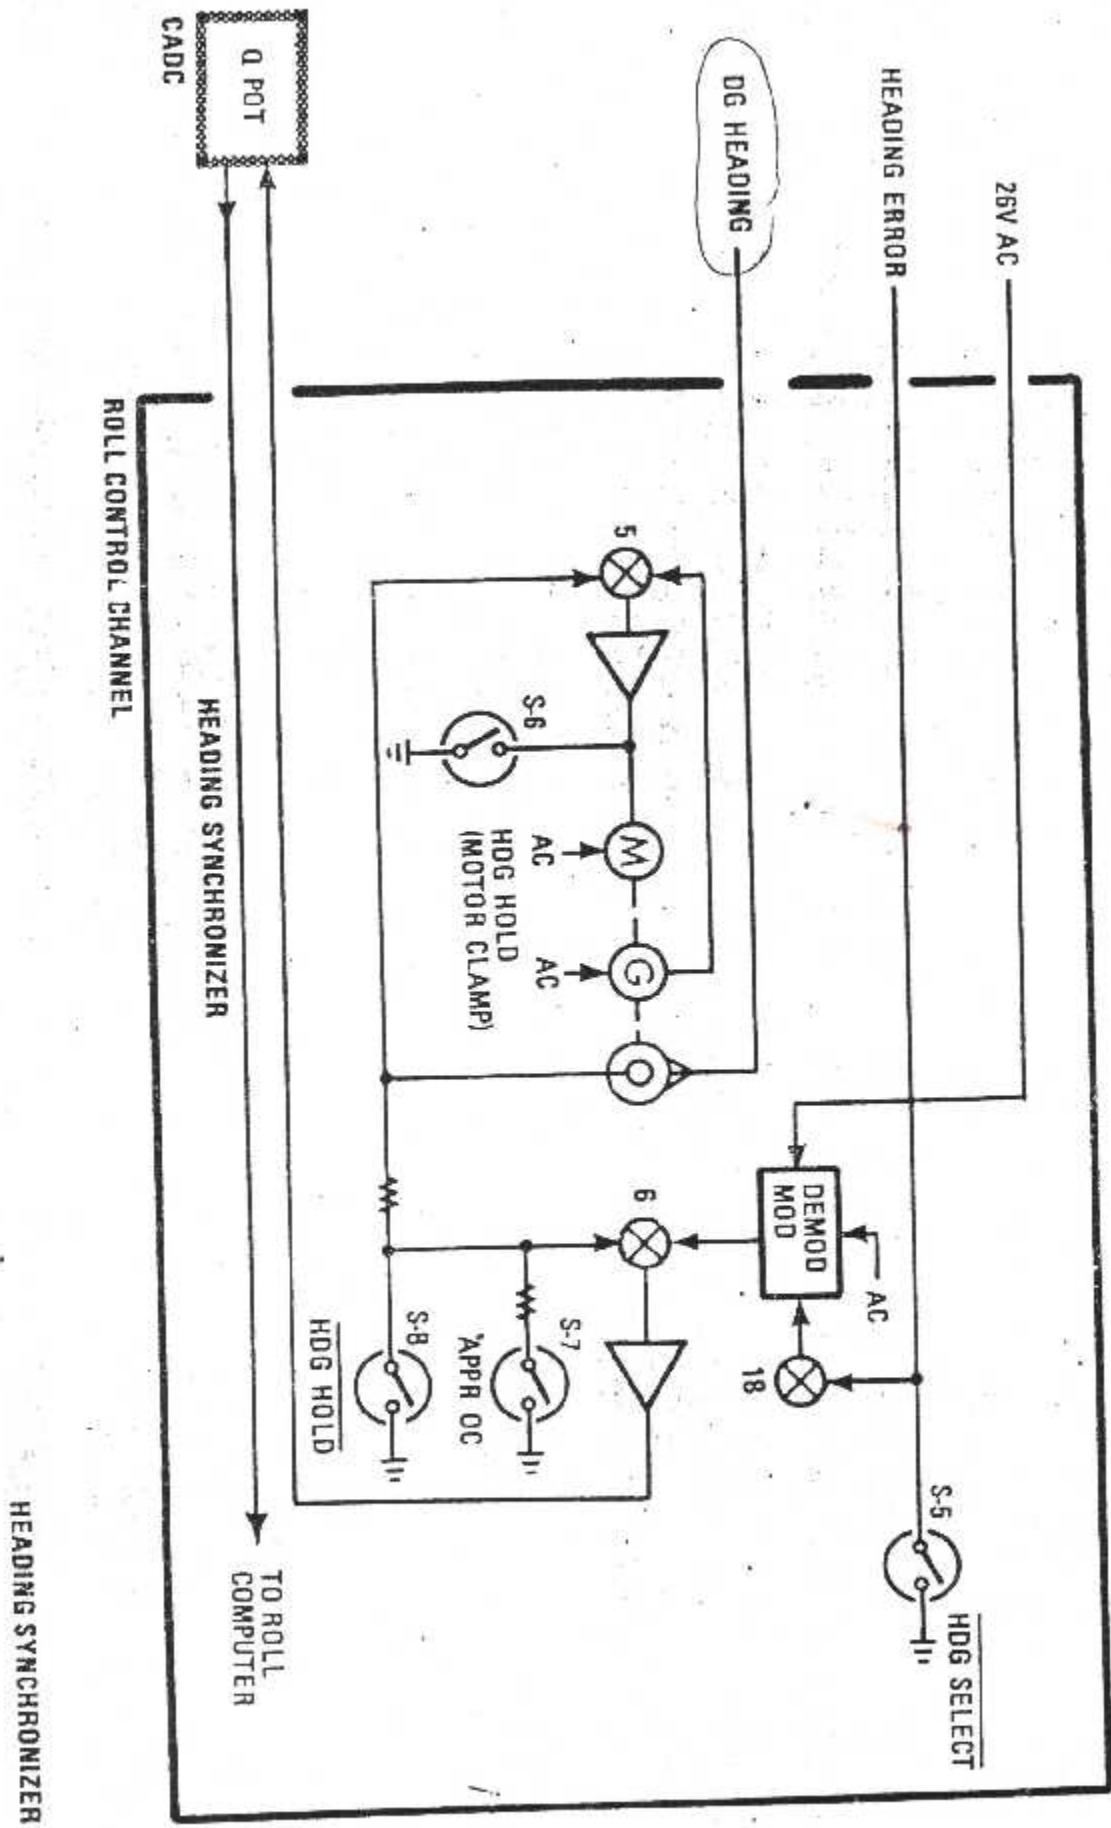 26V AC
HEADING ERROR
DG HEADING
Q POT
CADC
AC
DEMOD
MOD
18
S-5
HDG SELECT
5
S-6
M
G
AC
AC
HDG HOLD
(MOTOR CLAMP)
6
S-7
'APPR OC
S-8
HDG HOLD
HEADING SYNCHRONIZER
TO ROLL
COMPUTER
ROLL CONTROL CHANNEL
HEADING SYNCHRONIZER